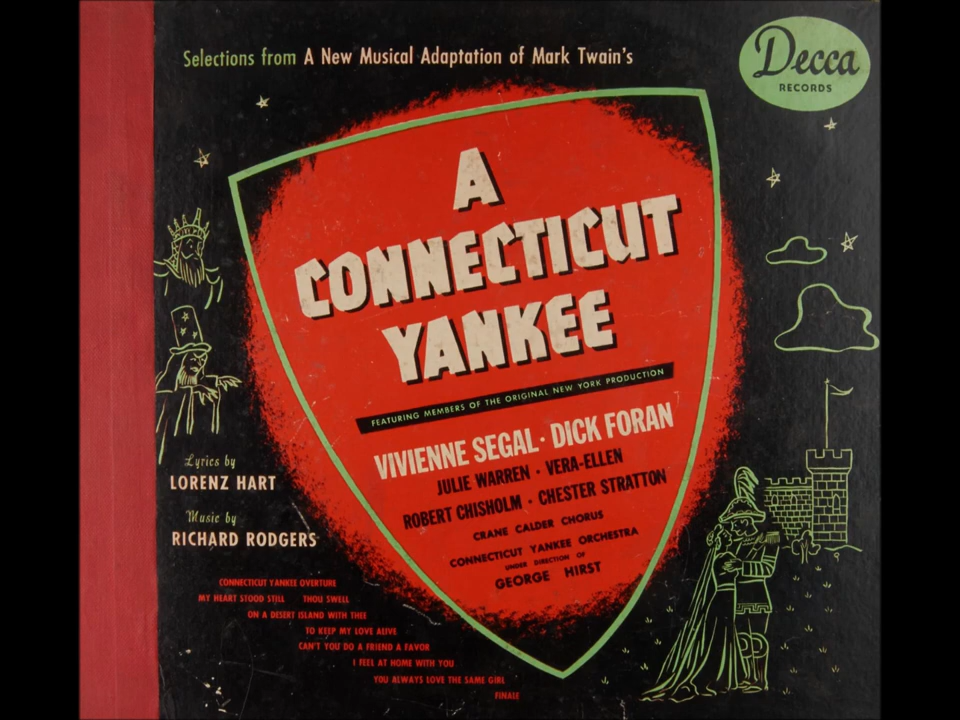 Selections from A New Musical Adaptation of Mark Twain's
Decca
RECORDS
A
CONNECTICUT
YANKEE
FEATURING MEMBERS OF THE ORIGINAL NEW YORK PRODUCTION
VIVIENNE SEGAL · DICK FORAN
JULIE WARREN · VERA-ELLEN
ROBERT CHISHOLM · CHESTER STRATTON
CRANE CALDER CHORUS
CONNECTICUT YANKEE ORCHESTRA
UNDER DIRECTION OF
GEORGE HIRST
Lyrics by
LORENZ HART
Music by
RICHARD RODGERS
CONNECTICUT YANKEE OVERTURE
MY HEART STOOD STILL THOU SWELL
ON A DESERT ISLAND WITH THEE
TO KEEP MY LOVE ALIVE
CAN'T YOU DO A FRIEND A FAVOR
I FEEL AT HOME WITH YOU
YOU ALWAYS LOVE THE SAME GIRL
FINALE